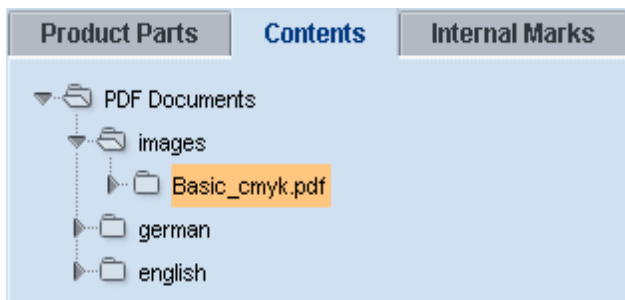 Product Parts Contents Internal Marks
PDF Documents
images
Basic_cmyk.pdf
german
english